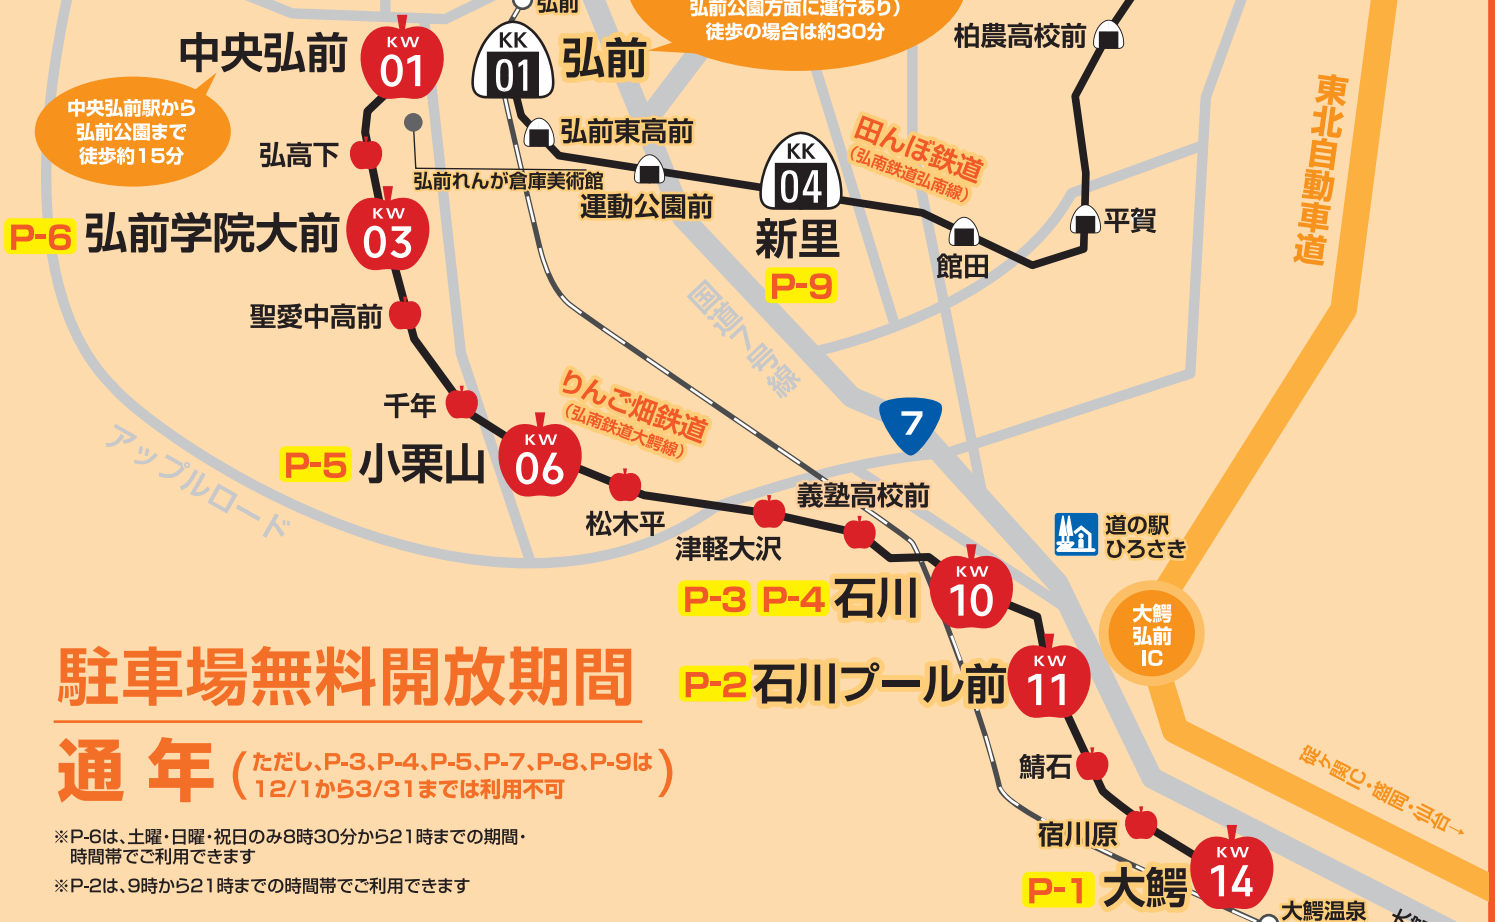 弘前
弘前公園方面に運行あり）
徒歩の場合は約30分
柏農高校前
中央弘前
KW
01
KK
01
弘前
中央弘前駅から
弘前公園まで
徒歩約15分
弘前東高前
弘高下
弘前れんが倉庫美術館
運動公園前
KK
04
新里
P-9
田んぼ鉄道
（弘南鉄道弘南線）
館田
平賀
東北自動車道
P-6
弘前学院大前
KW
03
聖愛中高前
国道7号線
千年
りんご畑鉄道
（弘南鉄道大鰐線）
7
アップルロード
P-5
小栗山
KW
06
松木平
義塾高校前
津軽大沢
道の駅
ひろさき
P-3
P-4
石川
KW
10
大鰐
弘前
IC
P-2
石川プール前
KW
11
鯖石
碇ヶ関IC・盛岡・仙台→
宿川原
P-1
大鰐
KW
14
大鰐温泉
駐車場無料開放期間
通年
（ただし、P-3、P-4、P-5、P-7、P-8、P-9は
12/1から3/31までは利用不可）
※P-6は、土曜・日曜・祝日のみ8時30分から21時までの期間・
時間帯でご利用できます
※P-2は、9時から21時までの時間帯でご利用できます